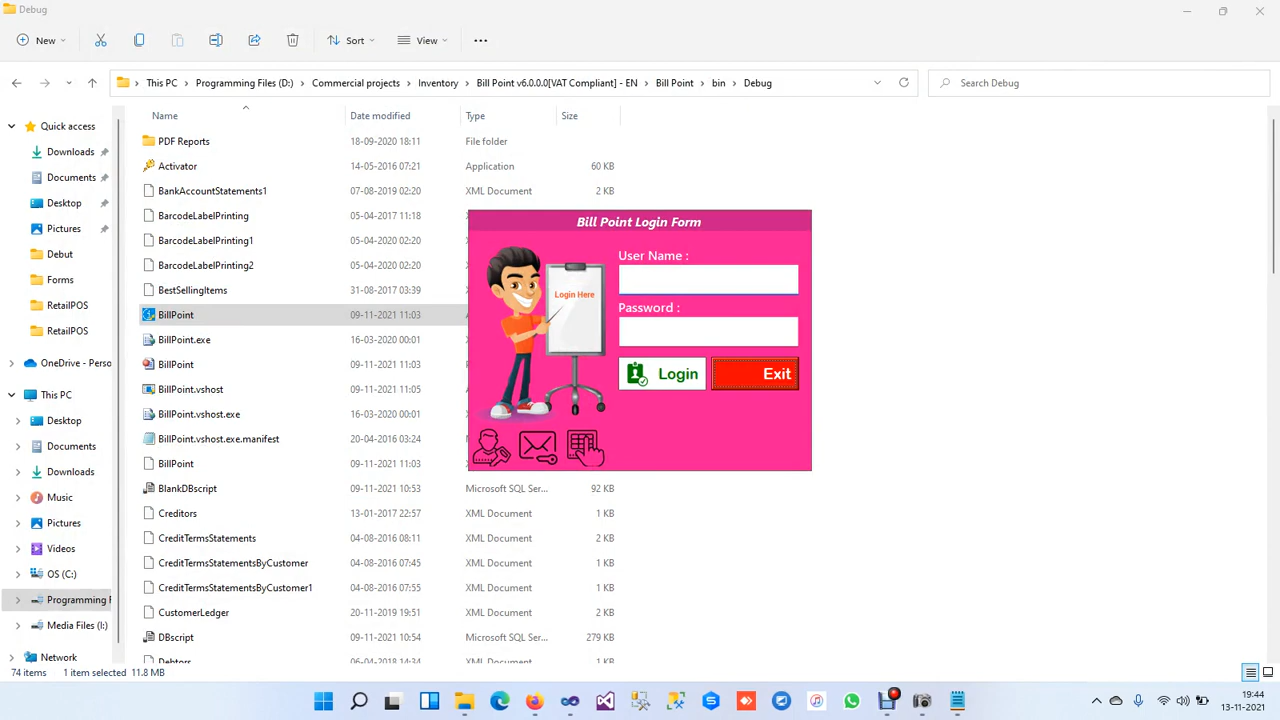 Debug
New
Sort
View
This PC > Programming Files (D:) > Commercial projects > Inventory > Bill Point v6.0.0.0[VAT Compliant] - EN > Bill Point > bin > Debug
Search Debug
Name Date modified Type Size
Quick access
Downloads
Documents
Desktop
Pictures
Debut
Forms
RetailPOS
RetailPOS
OneDrive - Perso
This PC
Desktop
Documents
Downloads
Music
Pictures
Videos
OS (C:)
Programming F
Media Files (I:)
Network
PDF Reports 18-09-2020 18:11 File folder
Activator 14-05-2016 07:21 Application 60 KB
BankAccountStatements1 07-08-2019 02:20 XML Document 2 KB
BarcodeLabelPrinting 05-04-2017 11:18
BarcodeLabelPrinting1 05-04-2020 02:20
BarcodeLabelPrinting2 05-04-2020 02:20
BestSellingItems 31-08-2017 03:39
BillPoint 09-11-2021 11:03
BillPoint.exe 16-03-2020 00:01
BillPoint 09-11-2021 11:03
BillPoint.vshost 09-11-2021 11:05
BillPoint.vshost.exe 16-03-2020 00:01
BillPoint.vshost.exe.manifest 20-04-2016 03:24
BillPoint 09-11-2021 11:03
BlankDBscript 09-11-2021 10:53 Microsoft SQL Ser... 92 KB
Creditors 13-01-2017 22:57 XML Document 1 KB
CreditTermsStatements 04-08-2016 08:11 XML Document 2 KB
CreditTermsStatementsByCustomer 04-08-2016 07:45 XML Document 1 KB
CreditTermsStatementsByCustomer1 04-08-2016 07:55 XML Document 1 KB
CustomerLedger 20-11-2019 19:51 XML Document 2 KB
DBscript 09-11-2021 10:54 Microsoft SQL Ser... 279 KB
Debtors 06-04-2018 14:34 XML Document 1 KB
Bill Point Login Form
Login Here
User Name :
Password :
Login
Exit
74 items 1 item selected 11.8 MB
19:44
13-11-2021